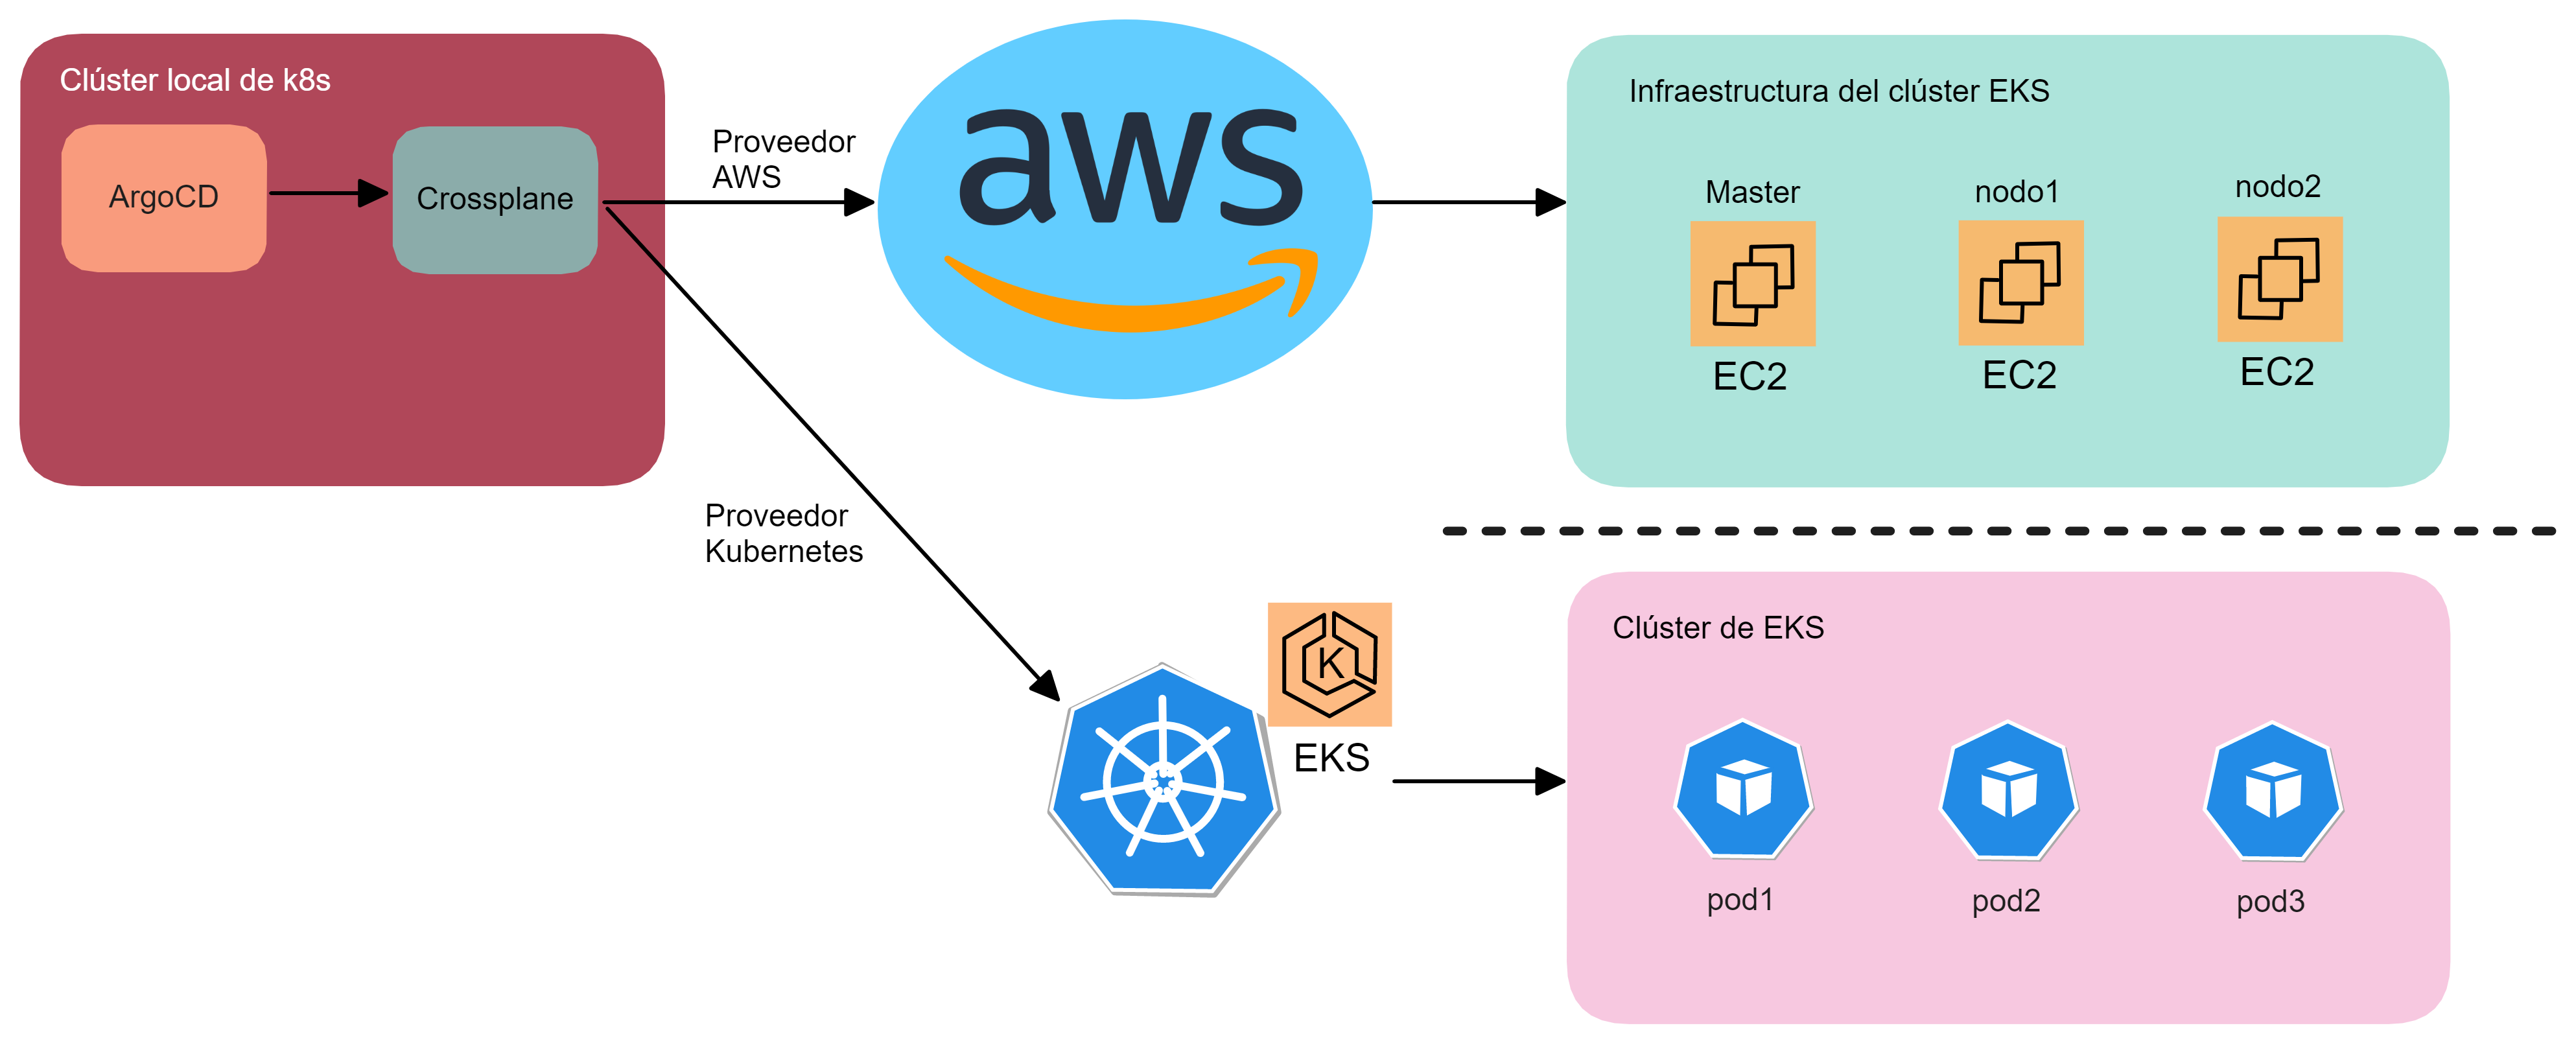 Clúster local de k8s
ArgoCD
Crossplane
Proveedor
AWS
aws
Infraestructura del clúster EKS
Master
nodo1
nodo2
EC2
EC2
EC2
Proveedor
Kubernetes
K
EKS
Clúster de EKS
pod1
pod2
pod3